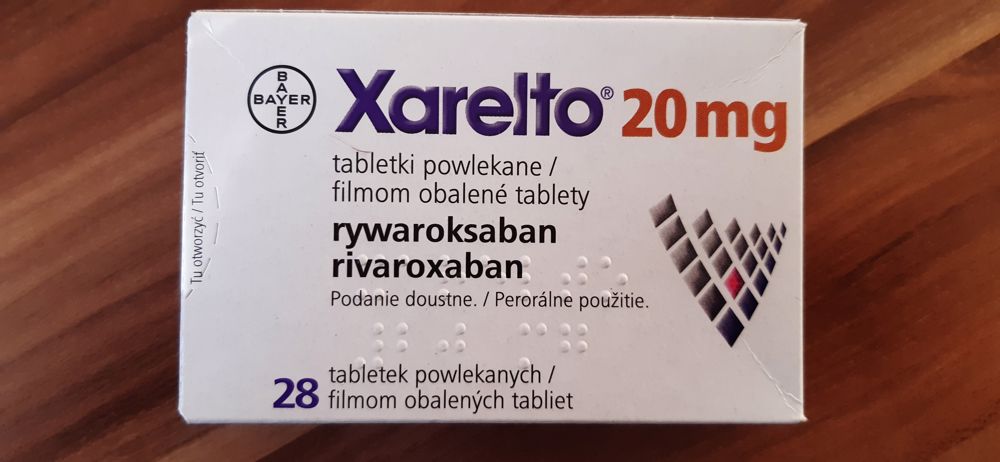 BAYER
BAYER
Xarelto® 20 mg
tabletki powlekane /
filmom obalené tablety
rywaroksaban
rivaroxaban
Podanie doustne. / Perorálne použitie.
28 tabletek powlekanych /
filmom obalených tabliet
Tu otworzyć / Tu otvoriť